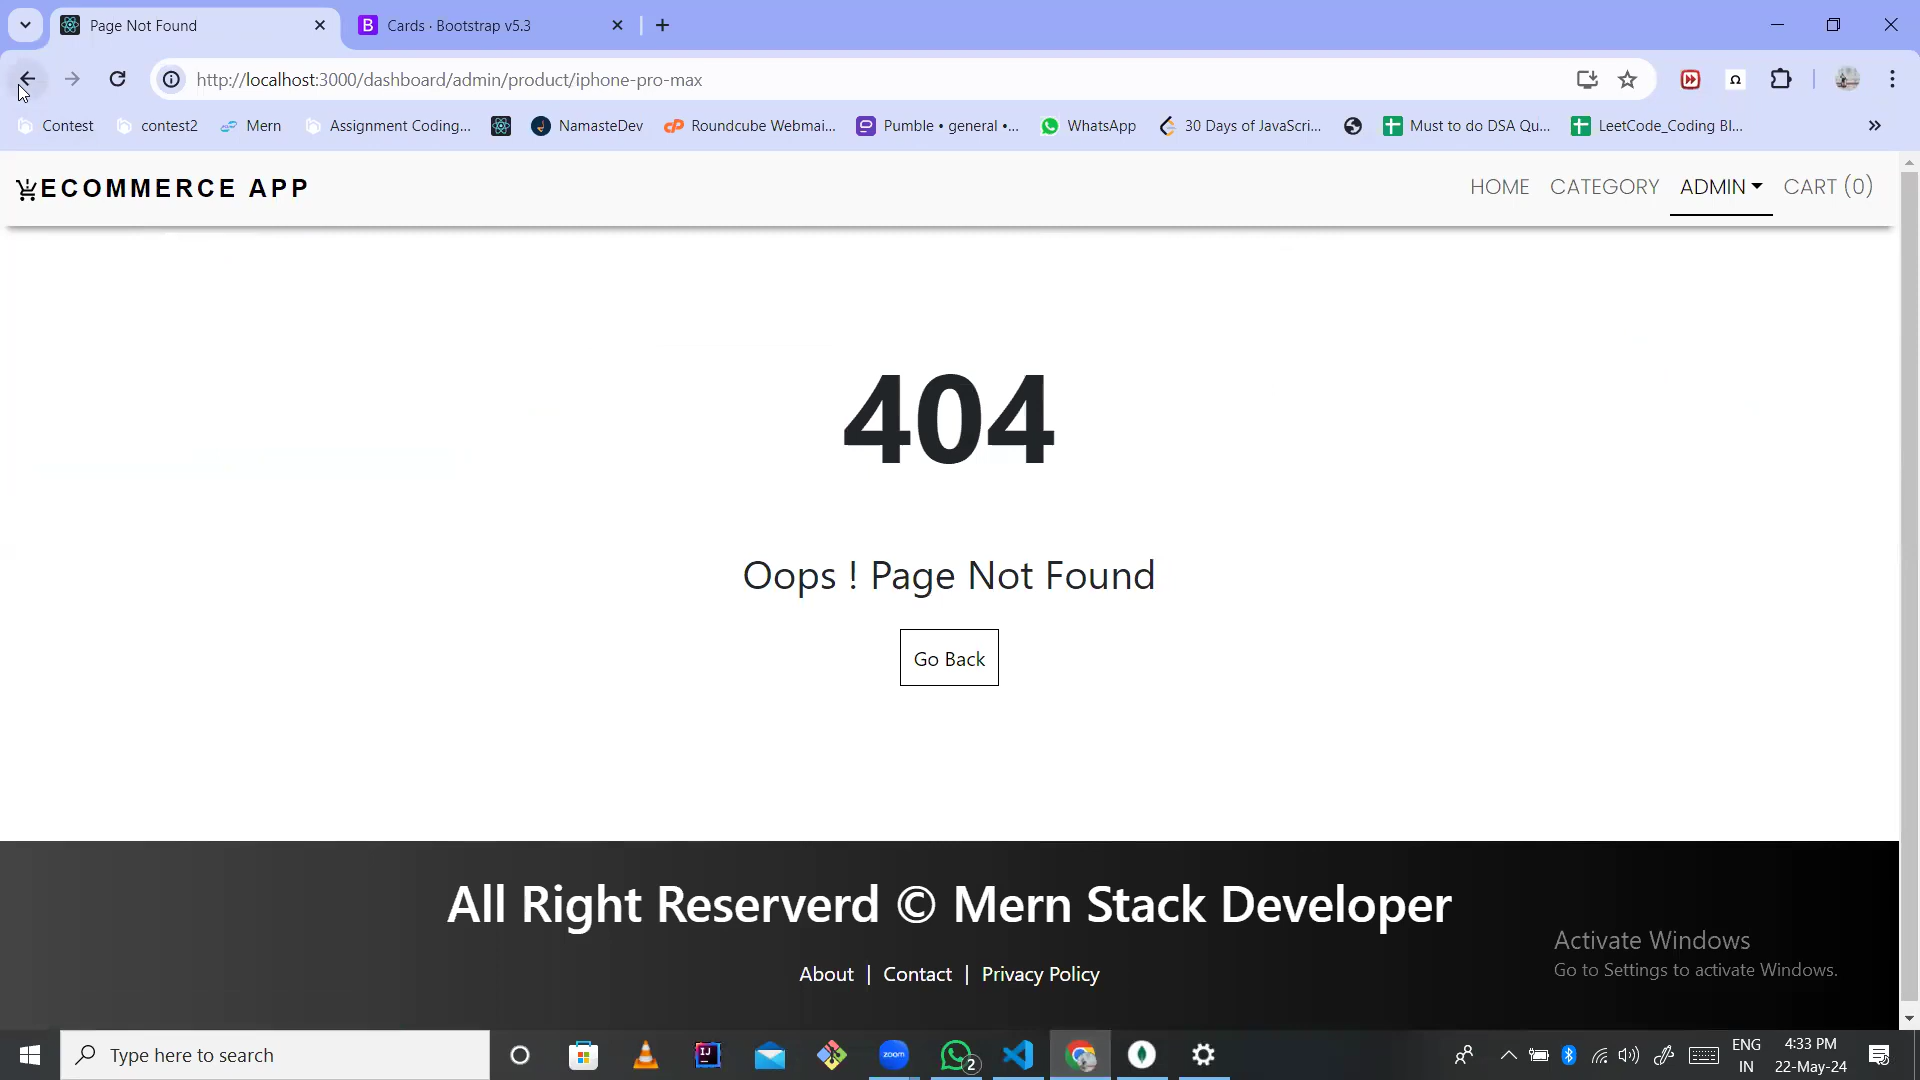 Page Not Found
Cards · Bootstrap v5.3
http://localhost:3000/dashboard/admin/product/iphone-pro-max
Contest
contest2
Mern
Assignment Coding...
NamasteDev
Roundcube Webmai...
Pumble • general •...
WhatsApp
30 Days of JavaScri...
Must to do DSA Qu...
LeetCode_Coding Bl...
»
ECOMMERCE APP
HOME
CATEGORY
ADMIN
CART (0)
404
Oops ! Page Not Found
Go Back
All Right Reserverd © Mern Stack Developer
About | Contact | Privacy Policy
Activate Windows
Go to Settings to activate Windows.
Type here to search
zoom
2
ENG
IN
4:33 PM
22-May-24